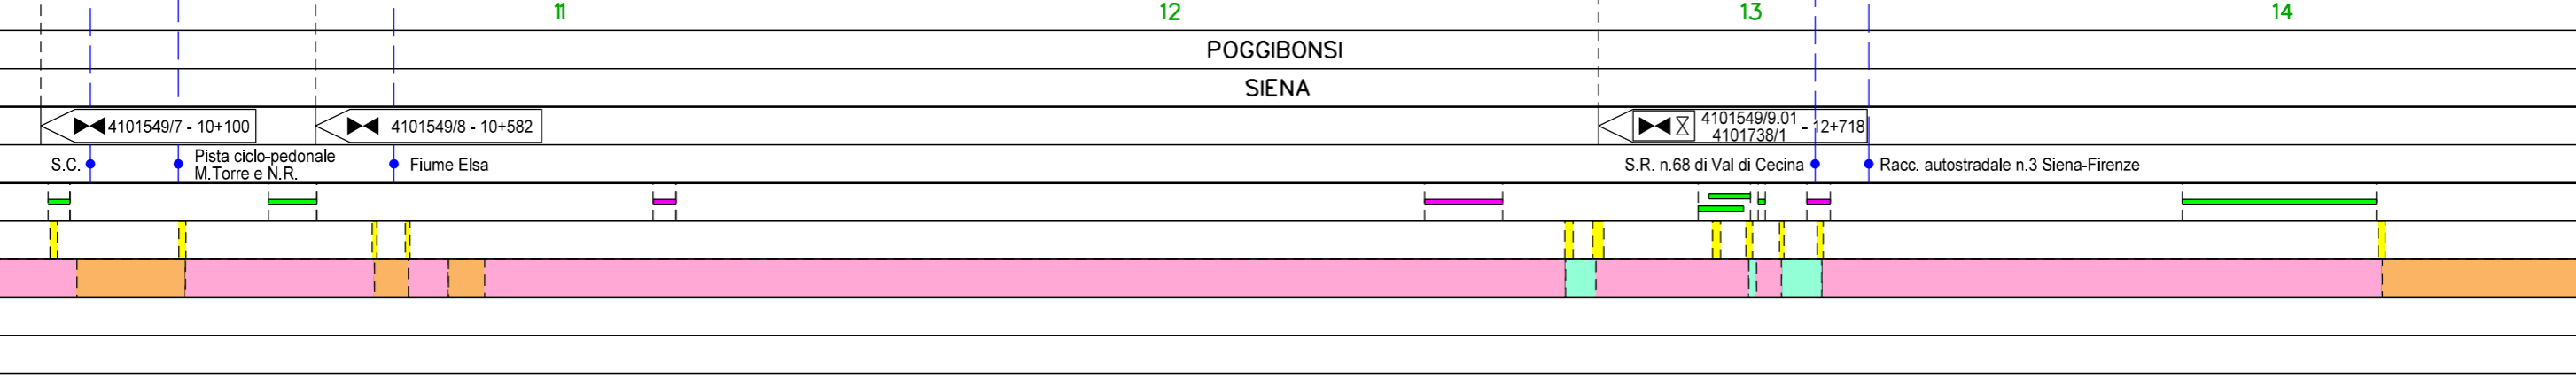 11 12 13 14
POGGIBONSI
SIENA
4101549/7 - 10+100
4101549/8 - 10+582
4101549/9.01
4101738/1 - 12+718
S.C.
Pista ciclo-pedonale
M.Torre e N.R.
Fiume Elsa
S.R. n.68 di Val di Cecina
Racc. autostradale n.3 Siena-Firenze